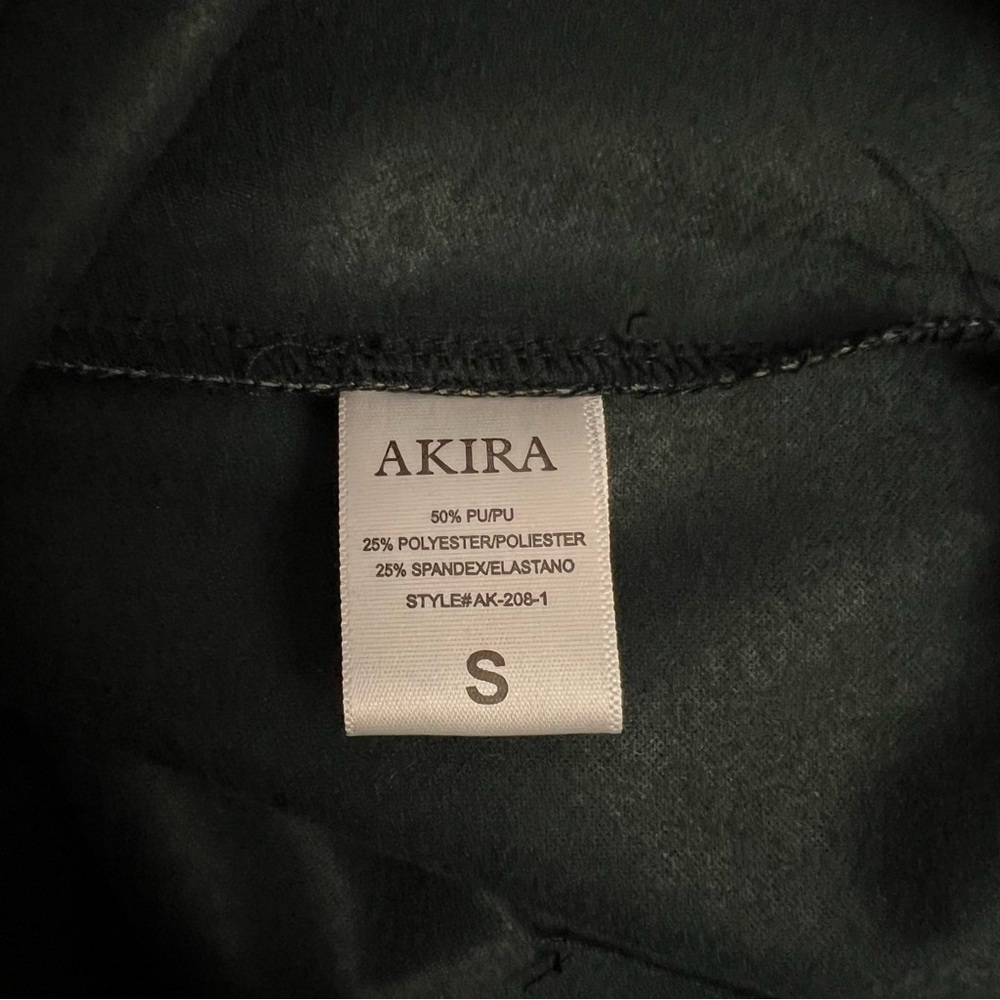 AKIRA
50% PU/PU
25% POLYESTER/POLIESTER
25% SPANDEX/ELASTANO
STYLE#AK-208-1
S